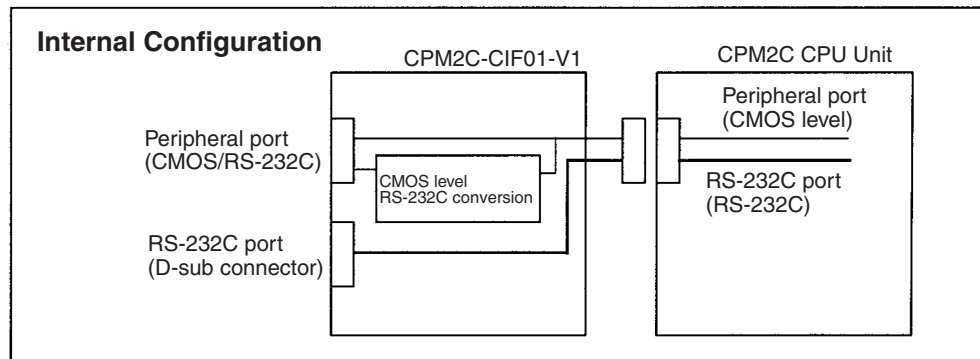 Internal Configuration
CPM2C-CIF01-V1
CPM2C CPU Unit
Peripheral port
(CMOS/RS-232C)
CMOS level
RS-232C conversion
RS-232C port
(D-sub connector)
Peripheral port
(CMOS level)
RS-232C port
(RS-232C)